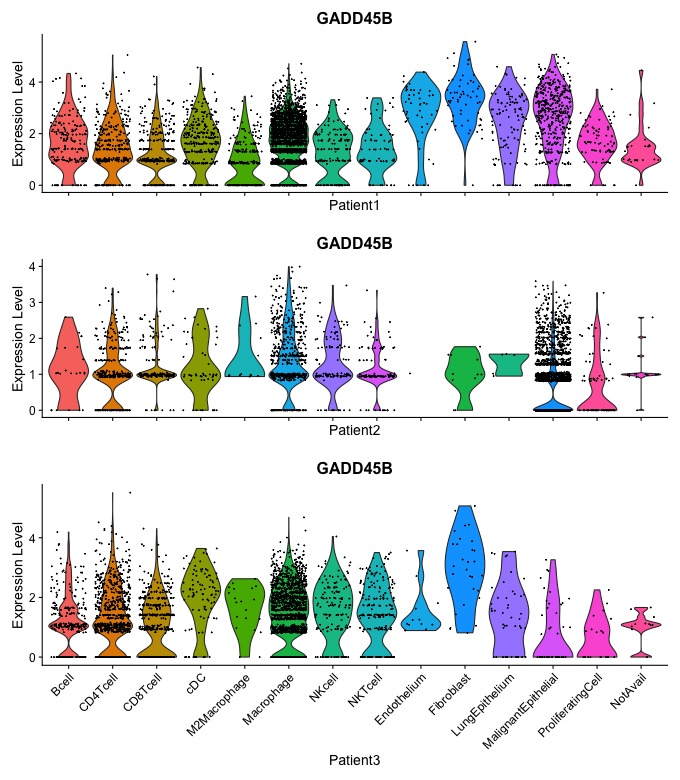 GADD45B
Expression Level
4
2
0
Patient1
GADD45B
Expression Level
4
3
2
1
0
Patient2
GADD45B
Expression Level
4
2
0
Bcell
CD4Tcell
CD8Tcell
cDC
M2Macrophage
Macrophage
NKcell
NKTcell
Endothelium
Fibroblast
LungEpithelium
MalignantEpithelial
ProliferatingCell
NotAvail
Patient3